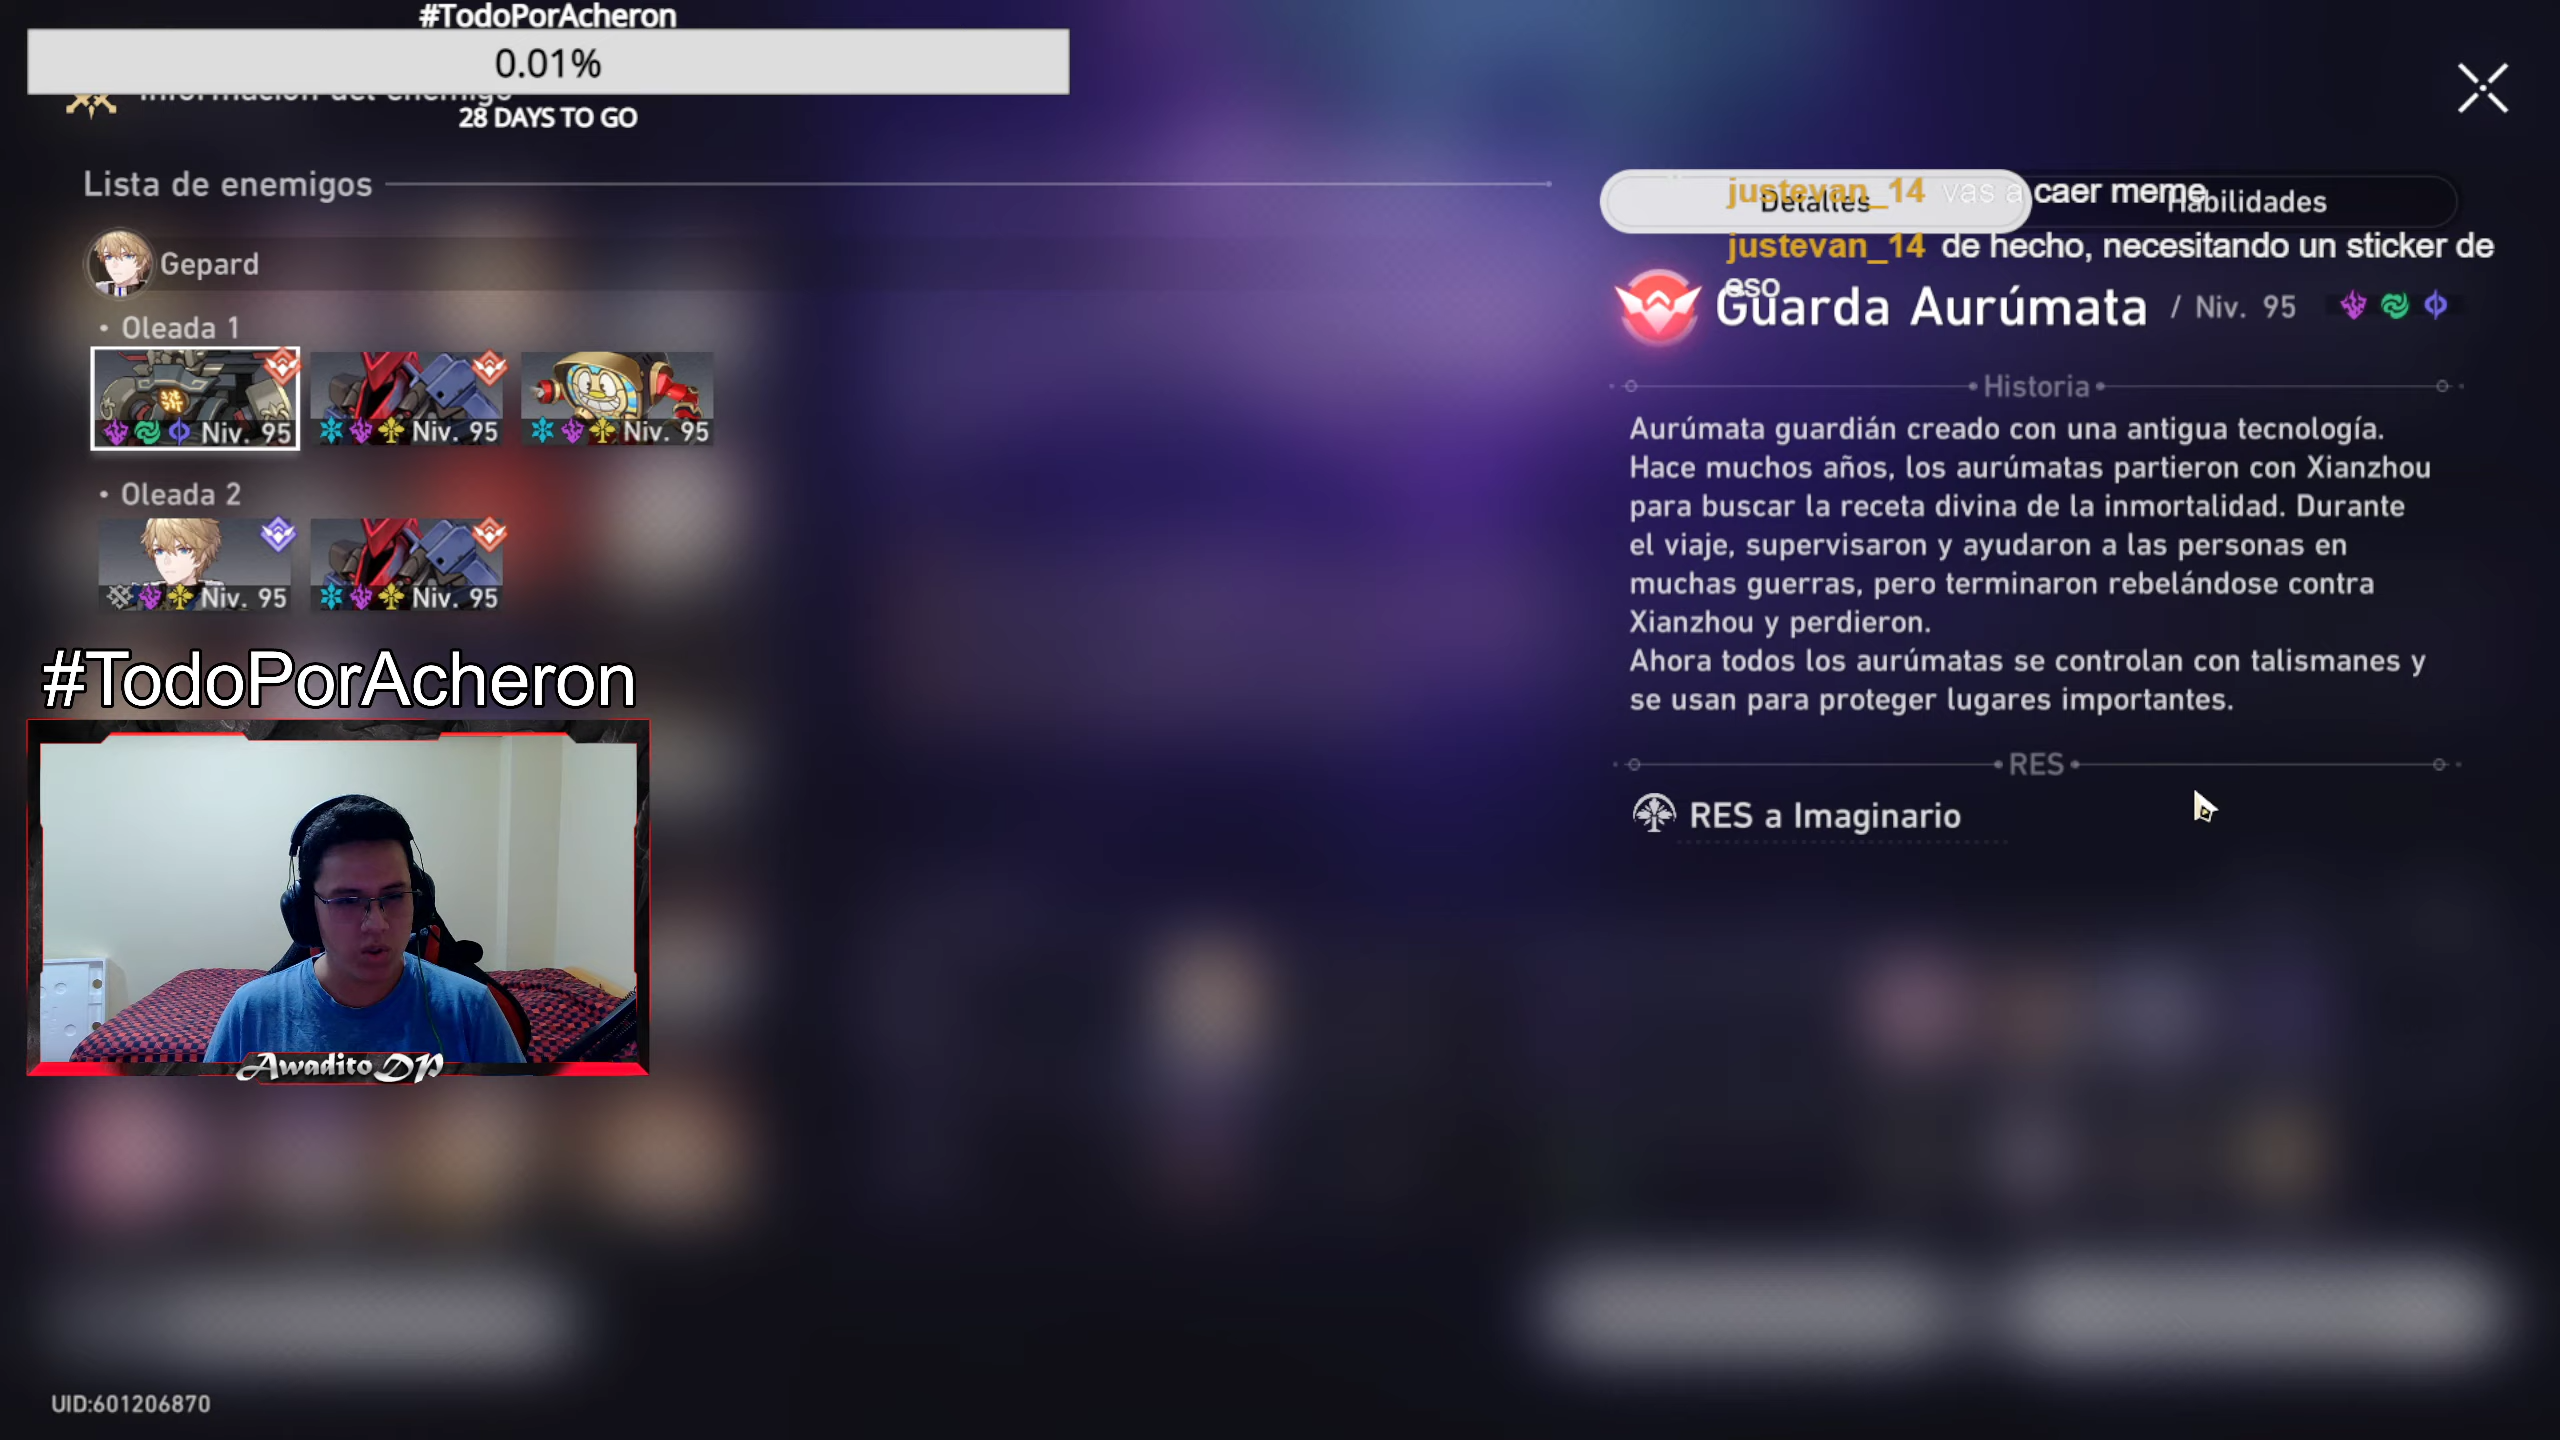 #TodoPorAcheron
0.01%
Información del enemigo
28 DAYS TO GO
Lista de enemigos
Gepard
• Oleada 1
Niv. 95
Niv. 95
Niv. 95
• Oleada 2
Niv. 95
Niv. 95
#TodoPorAcheron
Awadito DP
UID:601206870
Detalles
Habilidades
justevan_14 vas a caer meme
justevan_14 de hecho, necesitando un sticker de
eso
Guarda Aurúmata / Niv. 95
Historia
Aurúmata guardián creado con una antigua tecnología.
Hace muchos años, los aurúmatas partieron con Xianzhou
para buscar la receta divina de la inmortalidad. Durante
el viaje, supervisaron y ayudaron a las personas en
muchas guerras, pero terminaron rebelándose contra
Xianzhou y perdieron.
Ahora todos los aurúmatas se controlan con talismanes y
se usan para proteger lugares importantes.
RES
RES a Imaginario